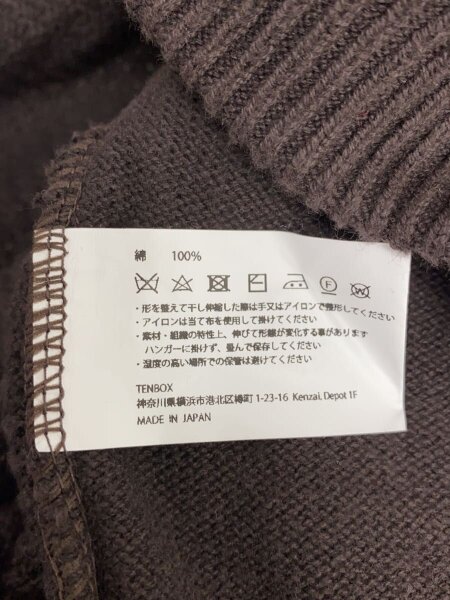 綿 100%
・形を整えて干し伸縮した際は手又はアイロンで整形してください
・アイロンは当て布を使用して掛けてください
・素材・組織の特性上、伸びて形態が変化する事があります
ハンガーに掛けず、畳んで保存してください
・湿度の高い場所での保管は避けてください
TENBOX
神奈川県横浜市港北区樽町 1-23-16 Kenzai, Depot 1F
MADE IN JAPAN